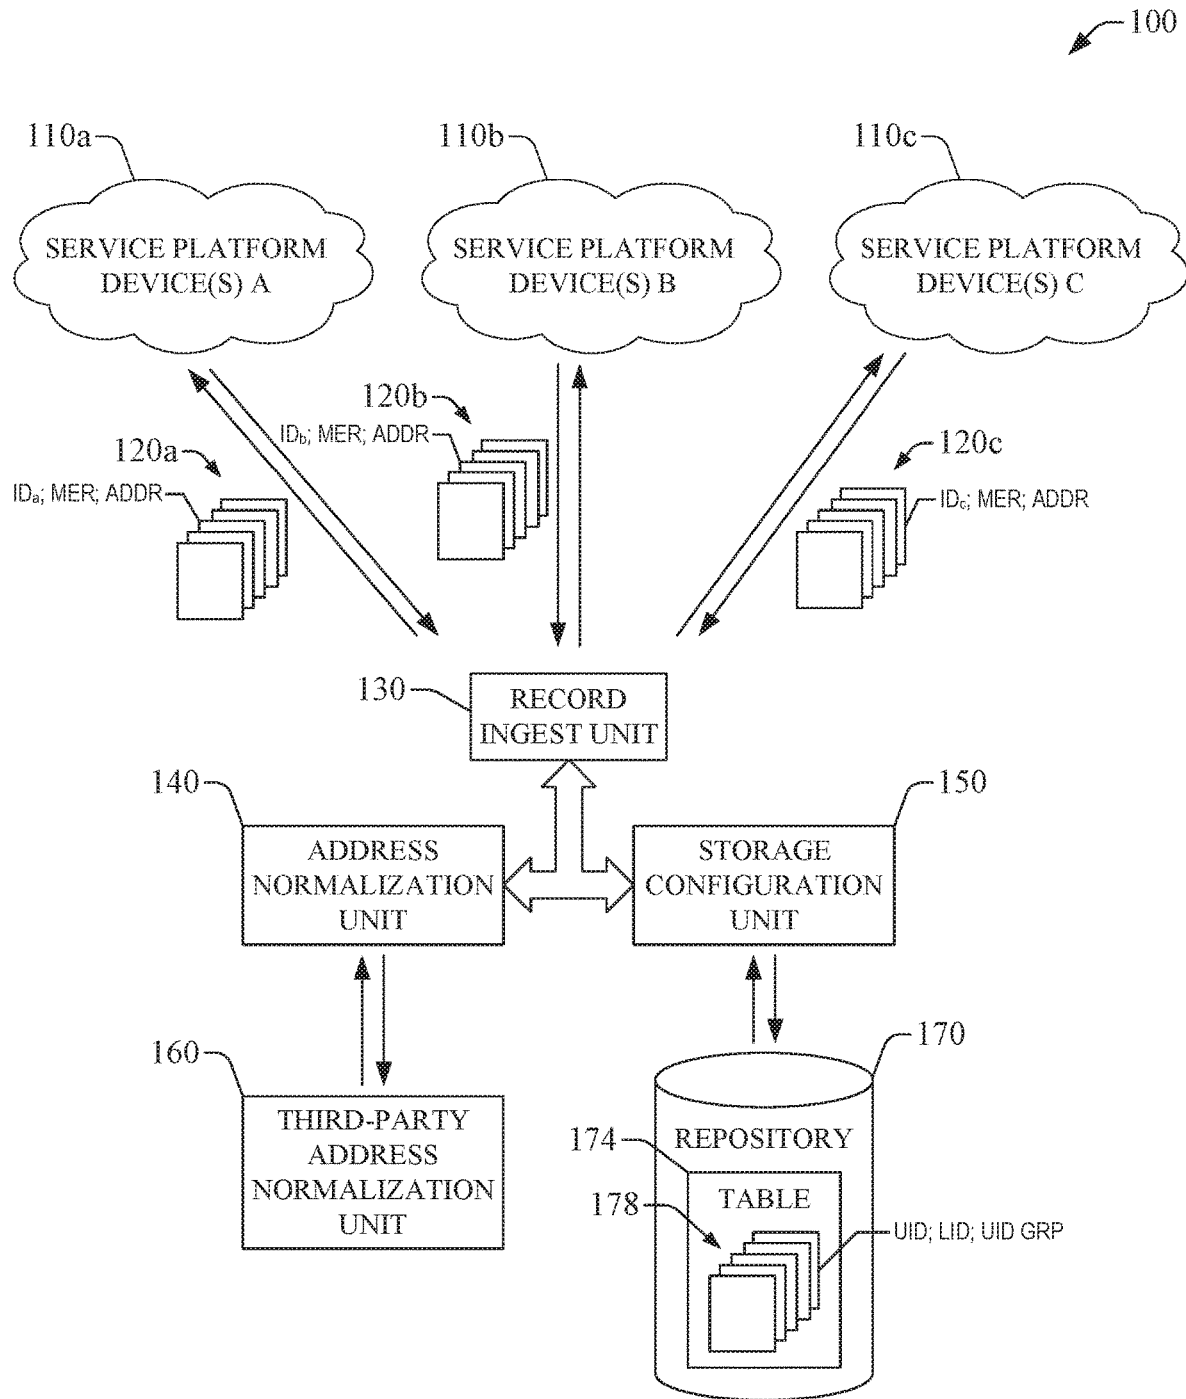 100
110a
110b
110c
SERVICE PLATFORM
DEVICE(S) A
SERVICE PLATFORM
DEVICE(S) B
SERVICE PLATFORM
DEVICE(S) C
120a
IDa; MER; ADDR
120b
IDb; MER; ADDR
120c
IDc; MER; ADDR
130
RECORD
INGEST UNIT
140
ADDRESS
NORMALIZATION
UNIT
150
STORAGE
CONFIGURATION
UNIT
160
THIRD-PARTY
ADDRESS
NORMALIZATION
UNIT
170
REPOSITORY
174
TABLE
178
UID; LID; UID GRP